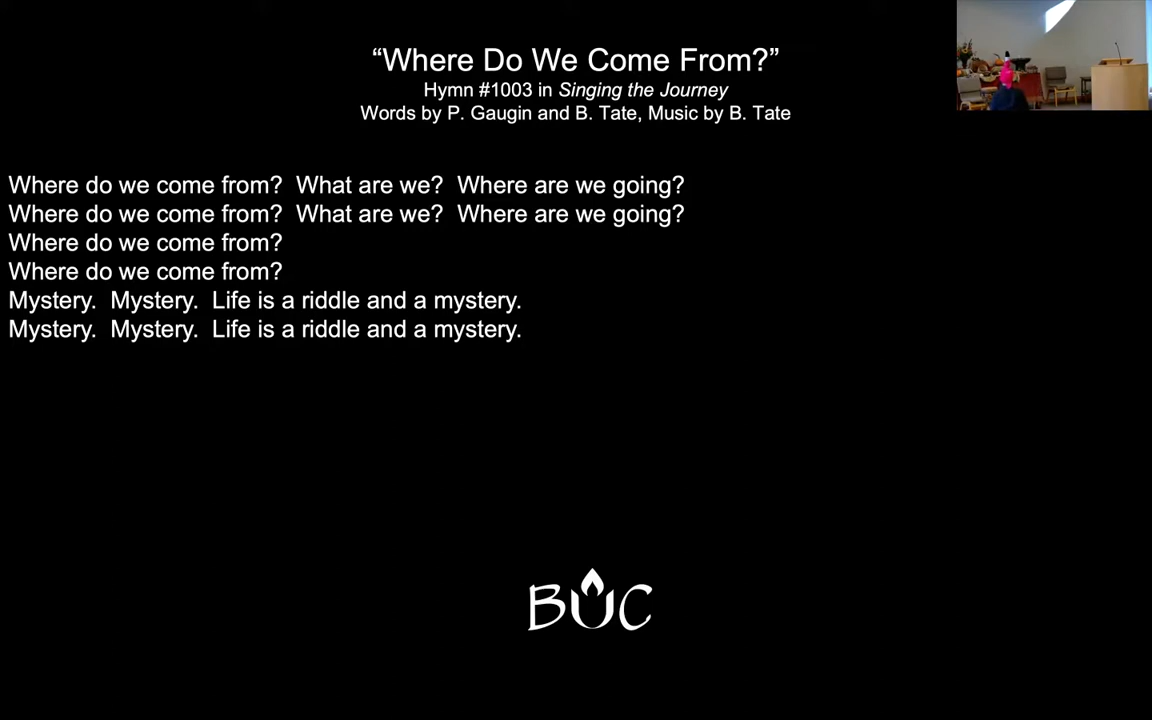 “Where Do We Come From?”
Hymn #1003 in Singing the Journey
Words by P. Gaugin and B. Tate, Music by B. Tate
Where do we come from?  What are we?  Where are we going?
Where do we come from?  What are we?  Where are we going?
Where do we come from?
Where do we come from?
Mystery.  Mystery.  Life is a riddle and a mystery.
Mystery.  Mystery.  Life is a riddle and a mystery.
BUC